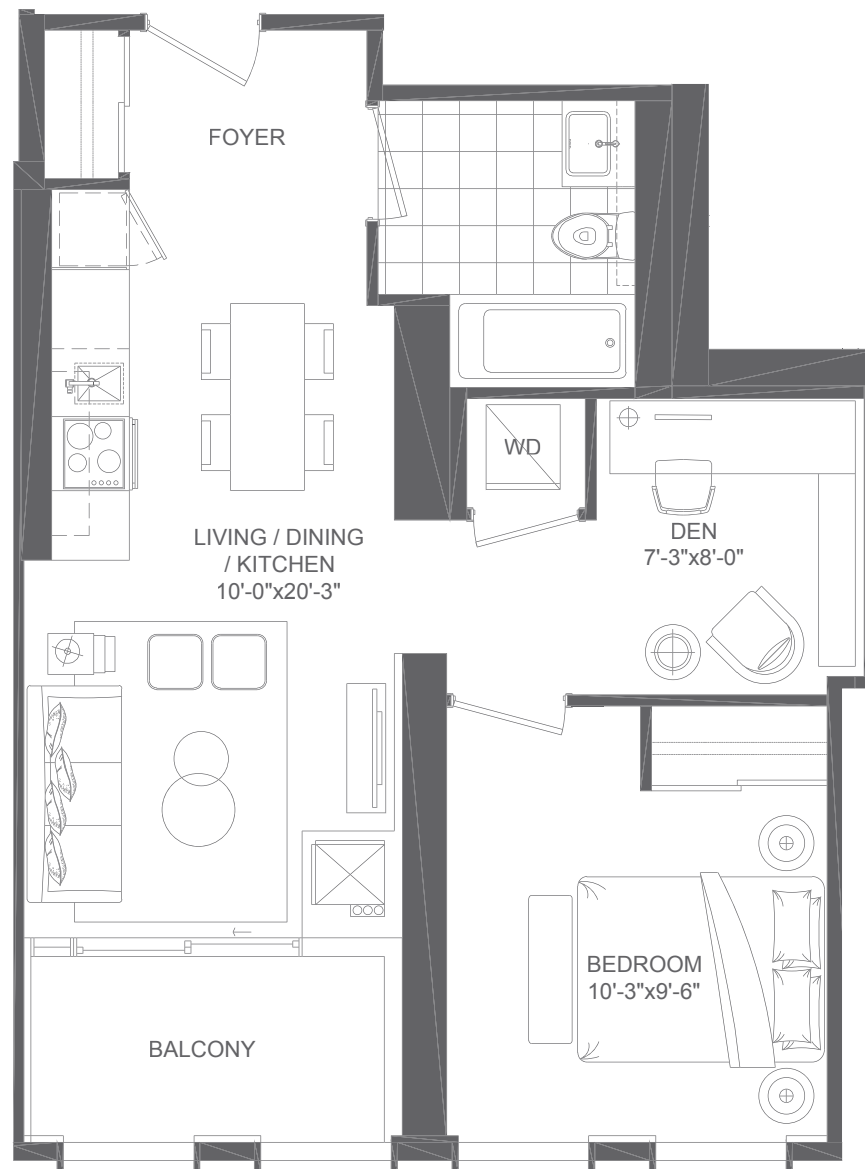 FOYER
WD
LIVING / DINING
/ KITCHEN
10'-0"x20'-3"
DEN
7'-3"x8'-0"
BEDROOM
10'-3"x9'-6"
BALCONY